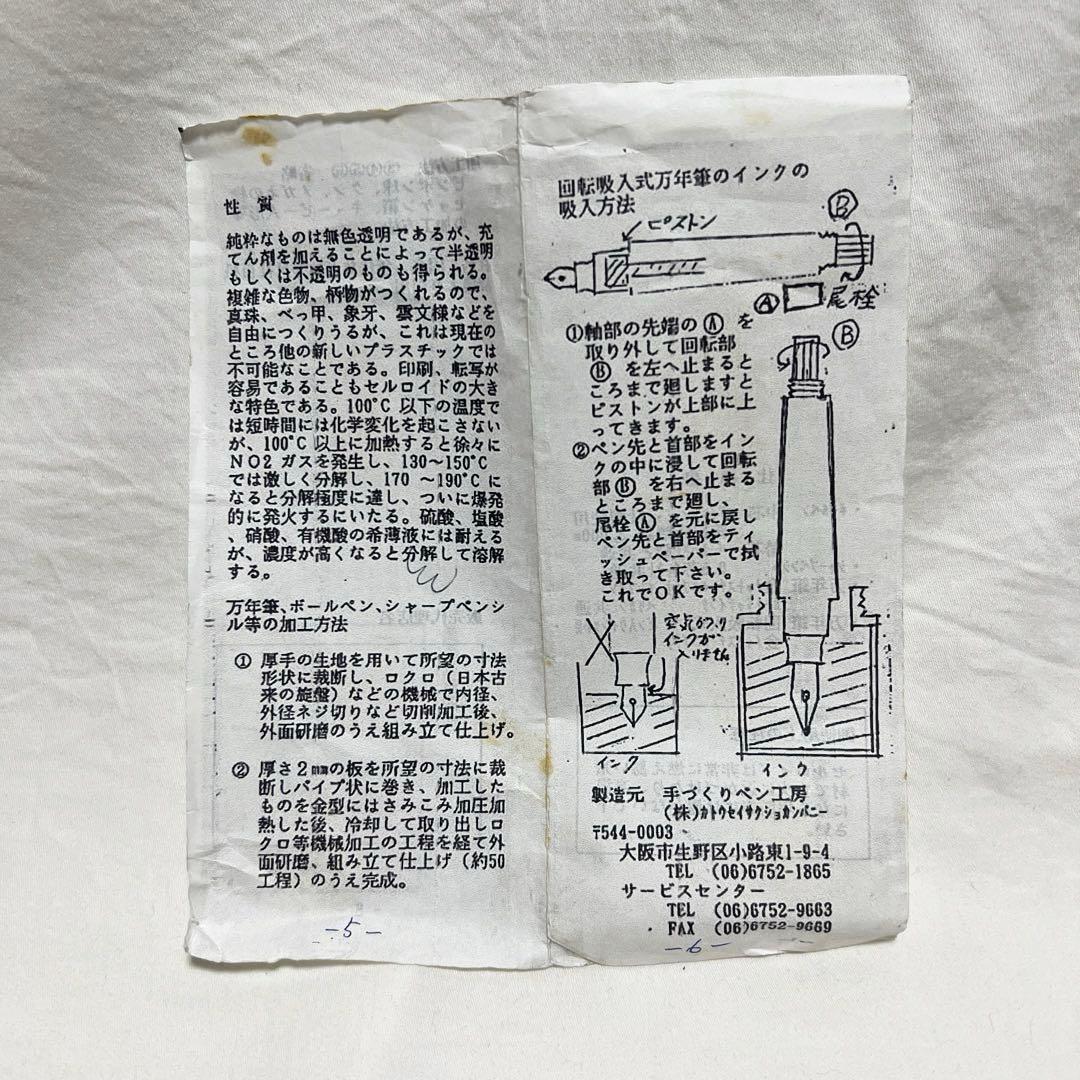 性 質
純粋なものは無色透明であるが、充
てん剤を加えることによって半透明
もしくは不透明のものも得られる。
複雑な色物、柄物がつくれるので、
真珠、べっ甲、象牙、雲文様などを
自由につくりうるが、これは現在の
ところ他の新しいプラスチックでは
不可能なことである。印刷、転写が
容易であることもセルロイドの大き
な特色である。100℃ 以下の温度で
は短時間には化学変化を起こさない
が、100℃ 以上に加熱すると徐々に
NO2 ガスを発生し、130〜150℃
では激しく分解し、170 〜190℃ に
なると分解極度に達し、ついに爆発
的に発火するにいたる。硫酸、塩酸
、硝酸、有機酸の希薄液には耐える
が、濃度が高くなると分解して溶解
する。
万年筆、ボールペン、シャープペンシ
ル等の加工方法
① 厚手の生地を用いて所望の寸法
形状に裁断し、ロクロ（日本古
来の旋盤）などの機械で内径、
外径ネジ切りなど切削加工後、
外面研磨のうえ組み立て仕上げ。
② 厚さ2㎜の板を所望の寸法に裁
断しパイプ状に巻き、加工した
ものを金型にはさみこみ加圧加
熱した後、冷却して取り出しロ
クロ等機械加工の工程を経て外
面研磨、組み立て仕上げ（約50
工程）のうえ完成。
-5-
回転吸入式万年筆のインクの
吸入方法
ピストン
Ⓑ
Ⓐ
尾栓
①軸部の先端の Ⓐ を
取り外して回転部
Ⓑ を左へ止まると
ころまで廻しますと
ピストンが上部に上
ってきます。
②ペン先と首部をイン
クの中に浸して回転
部 Ⓑ を右へ止まる
ところまで廻し、
尾栓 Ⓐ を元に戻し
ペン先と首部をティ
ッシュペーパーで拭
き取って下さい。
これでOKです。
Ⓑ
空気が入り
インクが
入りません
インク
インク
製造元 手づくりペン工房
(株)カトウセイサクショカンパニー
〒544-0003
大阪市生野区小路東1-9-4
TEL (06)6752-1865
サービスセンター
TEL (06)6752-9663
FAX (06)6752-9669
-6-